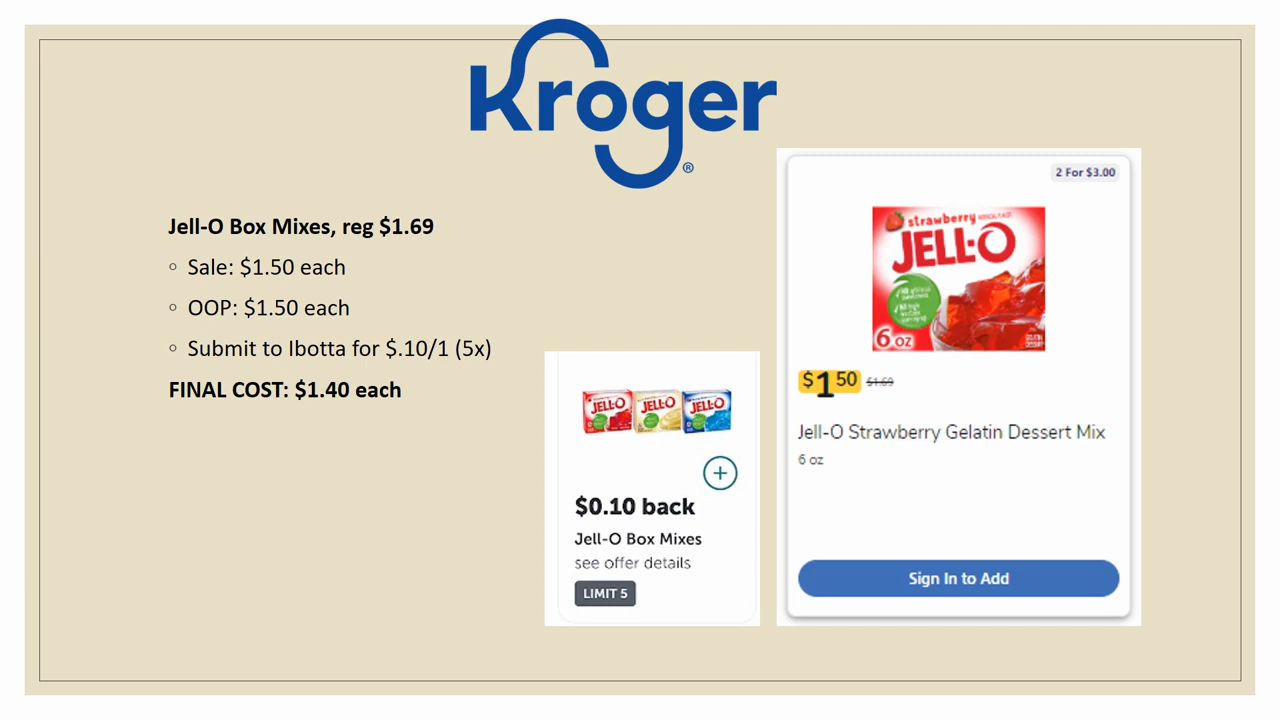 Kroger
®
Jell-O Box Mixes, reg $1.69
○ Sale: $1.50 each
○ OOP: $1.50 each
○ Submit to Ibotta for $.10/1 (5x)
FINAL COST: $1.40 each
JELL-O JELL-O JELL-O
+
$0.10 back
Jell-O Box Mixes
see offer details
LIMIT 5
2 For $3.00
strawberry
JELL-O
6 oz
$1.50 $1.69
Jell-O Strawberry Gelatin Dessert Mix
6 oz
Sign In to Add